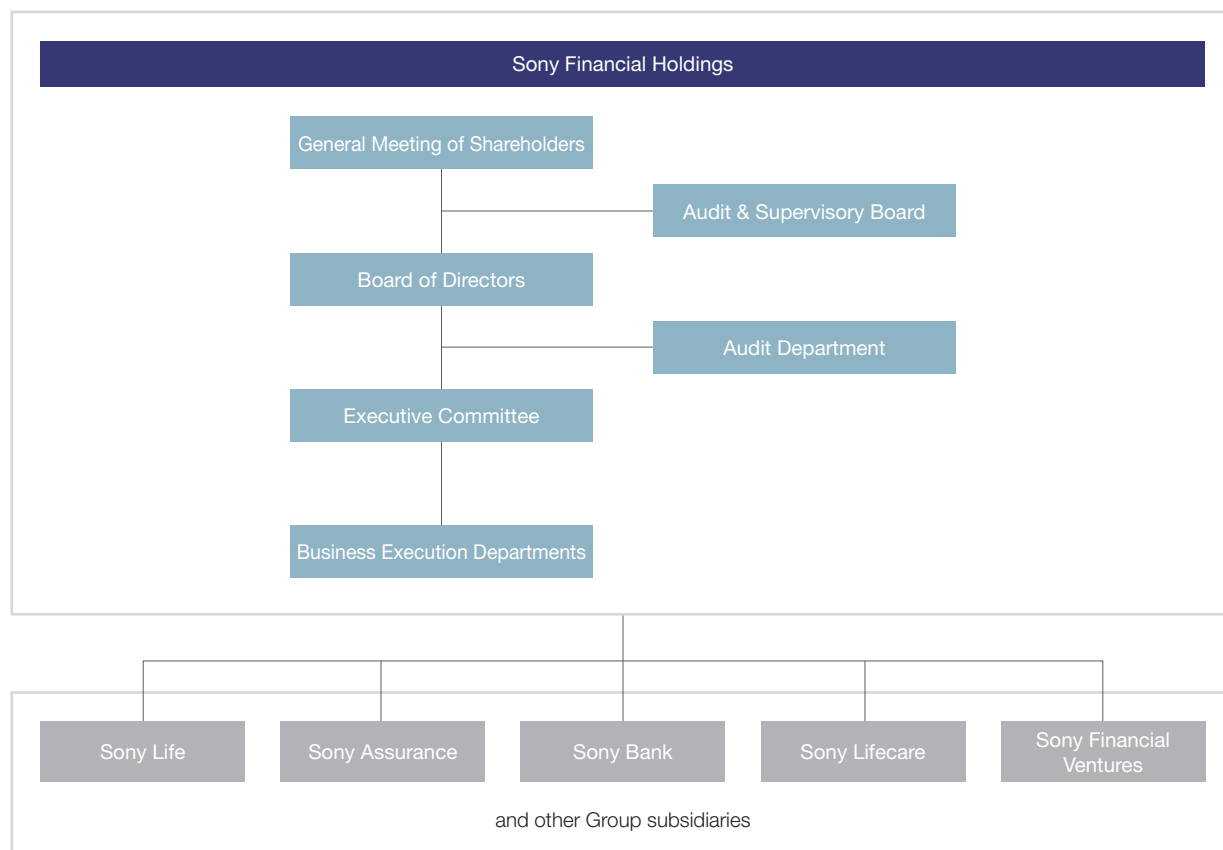 Sony Financial Holdings
General Meeting of Shareholders
Audit & Supervisory Board
Board of Directors
Audit Department
Executive Committee
Business Execution Departments
Sony Life
Sony Assurance
Sony Bank
Sony Lifecare
Sony Financial
Ventures
and other Group subsidiaries